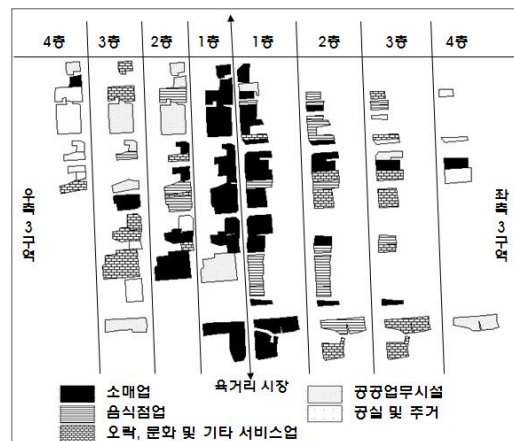 4층 3층 2층 1층 1층 2층 3층 4층
우측 3구역
좌측 3구역
육거리 시장
소매업
공공업무시설
음식점업
공실 및 주거
오락, 문화 및 기타 서비스업